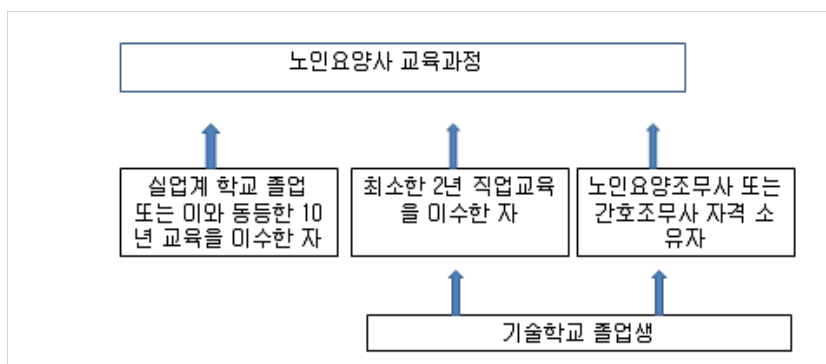 노인요양사 교육과정
실업계 학교 졸업
또는 이와 동등한 10
년 교육을 이수한 자
최소한 2년 직업교육
을 이수한 자
노인요양조무사 또는
간호조무사 자격 소
유자
기술학교 졸업생